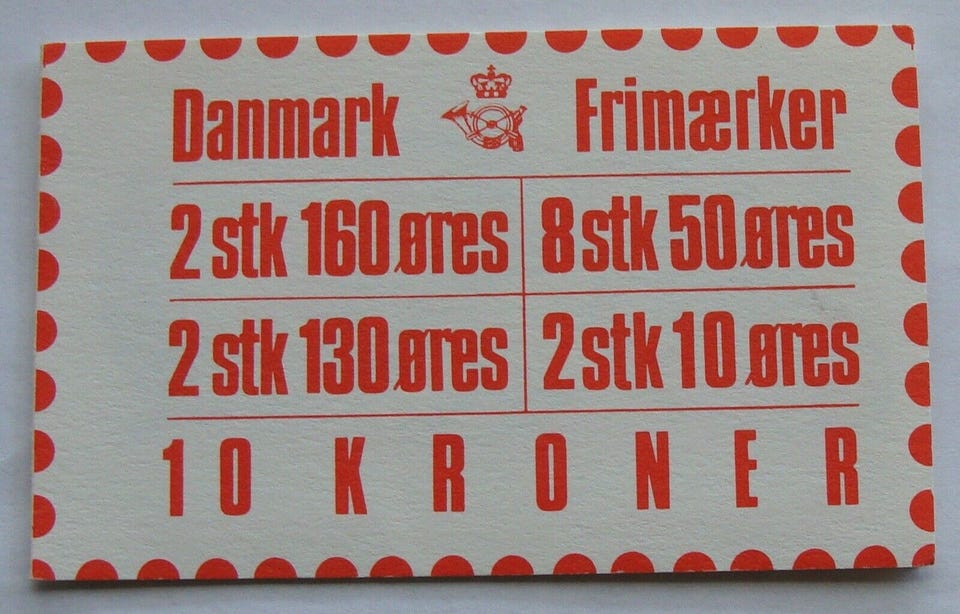 Danmark Frimærker
2 stk 160 øres 8 stk 50 øres
2 stk 130 øres 2 stk 10 øres
10 KRONER